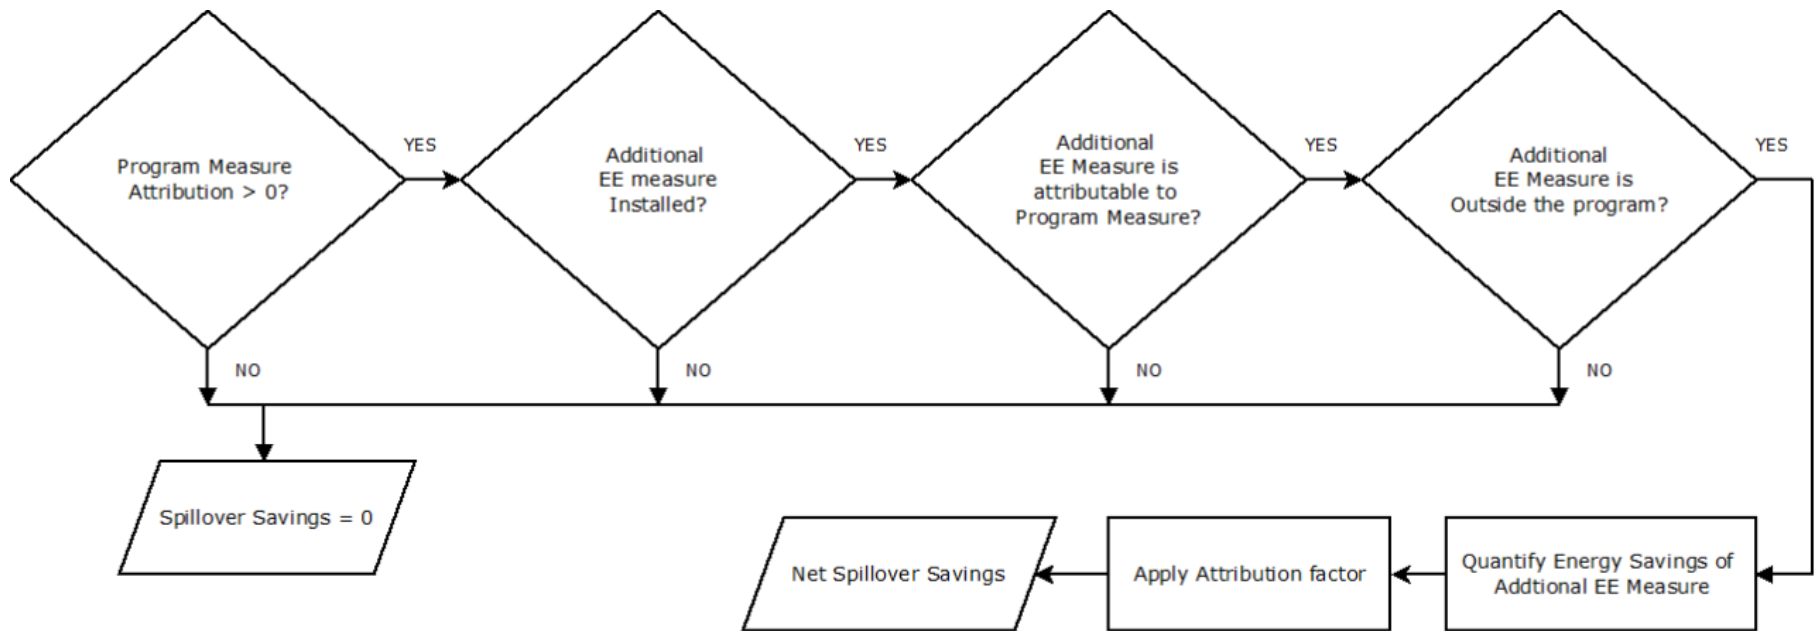 Program Measure
Attribution > 0?
YES
Additional
EE measure
Installed?
YES
Additional
EE Measure is
attributable to
Program Measure?
YES
Additional
EE Measure is
Outside the program?
YES
NO
NO
NO
NO
Spillover Savings = 0
Net Spillover Savings
Apply Attribution factor
Quantify Energy Savings of
Addtional EE Measure